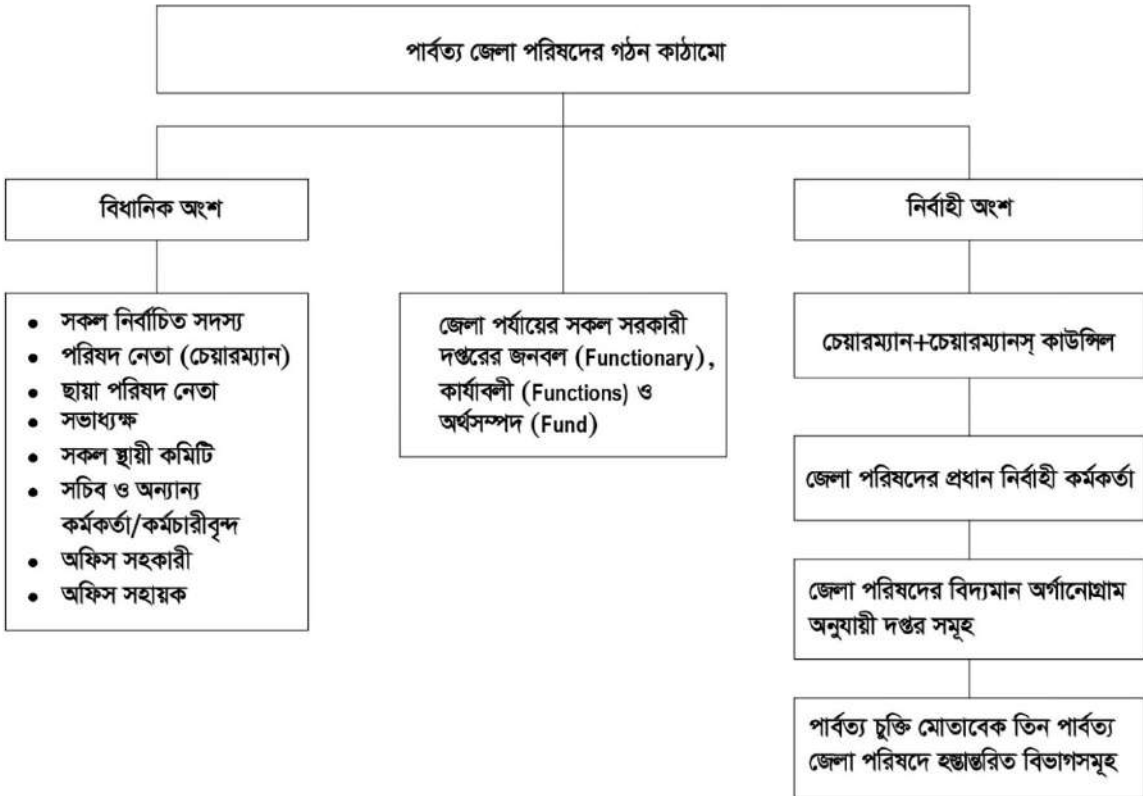 পার্বত্য জেলা পরিষদের গঠন কাঠামো
বিধানিক অংশ
• সকল নির্বাচিত সদস্য
• পরিষদ নেতা (চেয়ারম্যান)
• ছায়া পরিষদ নেতা
• সভাধ্যক্ষ
• সকল স্থায়ী কমিটি
• সচিব ও অন্যান্য
কর্মকর্তা/কর্মচারীবৃন্দ
• অফিস সহকারী
• অফিস সহায়ক
জেলা পর্যায়ের সকল সরকারী
দপ্তরের জনবল (Functionary),
কার্যাবলী (Functions) ও
অর্থসম্পদ (Fund)
নির্বাহী অংশ
চেয়ারম্যান+চেয়ারম্যানস্ কাউন্সিল
জেলা পরিষদের প্রধান নির্বাহী কর্মকর্তা
জেলা পরিষদের বিদ্যমান অর্গানোগ্রাম
অনুযায়ী দপ্তর সমূহ
পার্বত্য চুক্তি মোতাবেক তিন পার্বত্য
জেলা পরিষদে হস্তান্তরিত বিভাগসমূহ